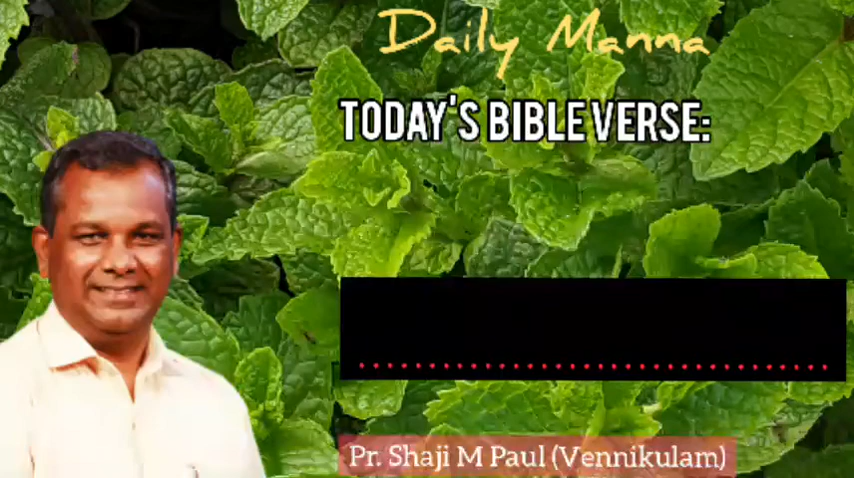 Daily Manna
TODAY'S BIBLE VERSE:
..................................
Pr. Shaji M Paul (Vennikulam)